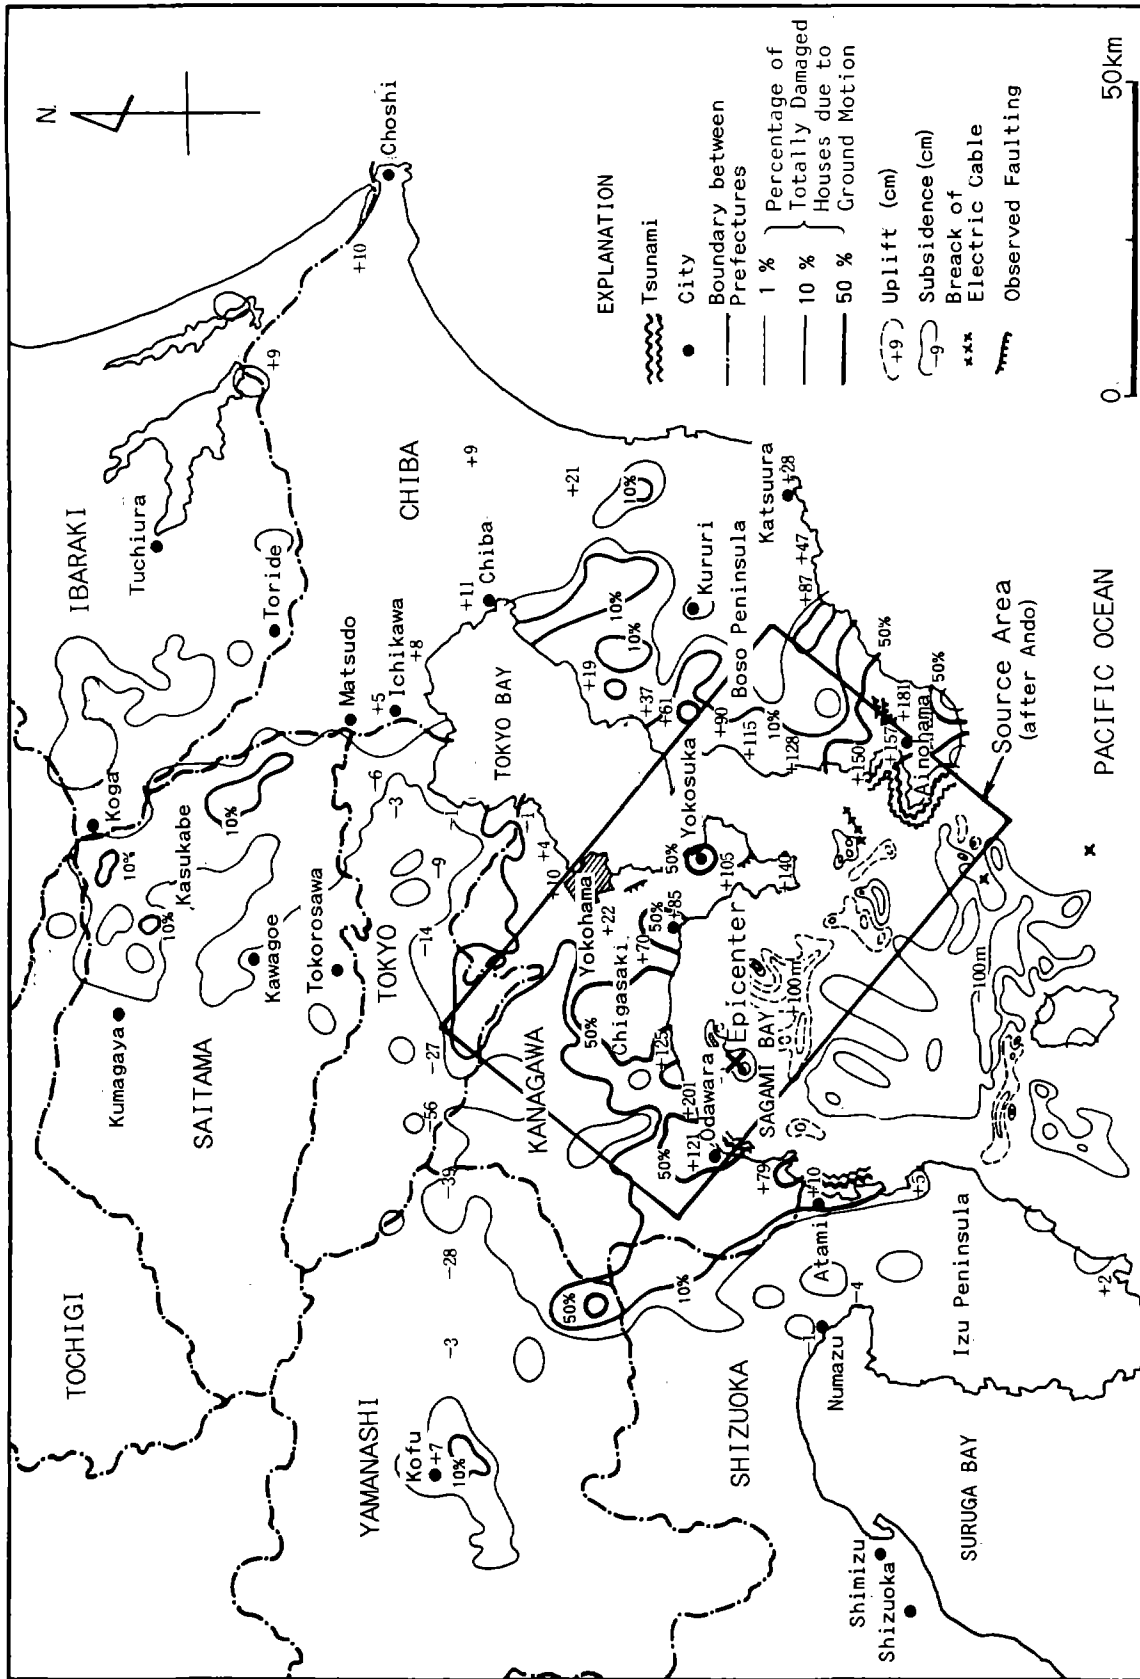 N
TOCHIGI
IBARAKI
Koga
Tuchiura
Kumagaya
10%
Kasukabe
10%
10%
Toride
+9
+10
Choshi
SAITAMA
Kawagoe
Tokorosawa
Matsudo
+5
Ichikawa
+8
YAMANASHI
TOKYO
-6
-3
-1
-9
-14
-27
-56
-39
-28
-3
Kofu
+7
10%
CHIBA
+9
+11
Chiba
+21
TOKYO BAY
-1
+4
+10
Yokohama
+22
KANAGAWA
50%
50%
10%
10%
10%
+19
+37
+61
Kururi
Boso Peninsula
Katsuura
+28
+47
+87
50%
Chigasaki
+70
50%
+85
50%
Yokosuka
+105
+140
+90
+115
10%
+128
+150
+157
+181
Ainohama
50%
+125
+201
+121
Odawara
Epicenter
SAGAMI BAY
+100m
-100m
50%
10%
+79
+10
Atami
+5
SHIZUOKA
-1
-4
Numazu
Izu Peninsula
+2
Shimizu
Shizuoka
SURUGA BAY
Source Area
(after Ando)
PACIFIC OCEAN
EXPLANATION
Tsunami
City
Boundary between
Prefectures
1 %
10 %
50 %
Percentage of
Totally Damaged
Houses due to
Ground Motion
+9
Uplift (cm)
-9
Subsidence (cm)
Breack of
Electric Cable
Observed Faulting
0
50km